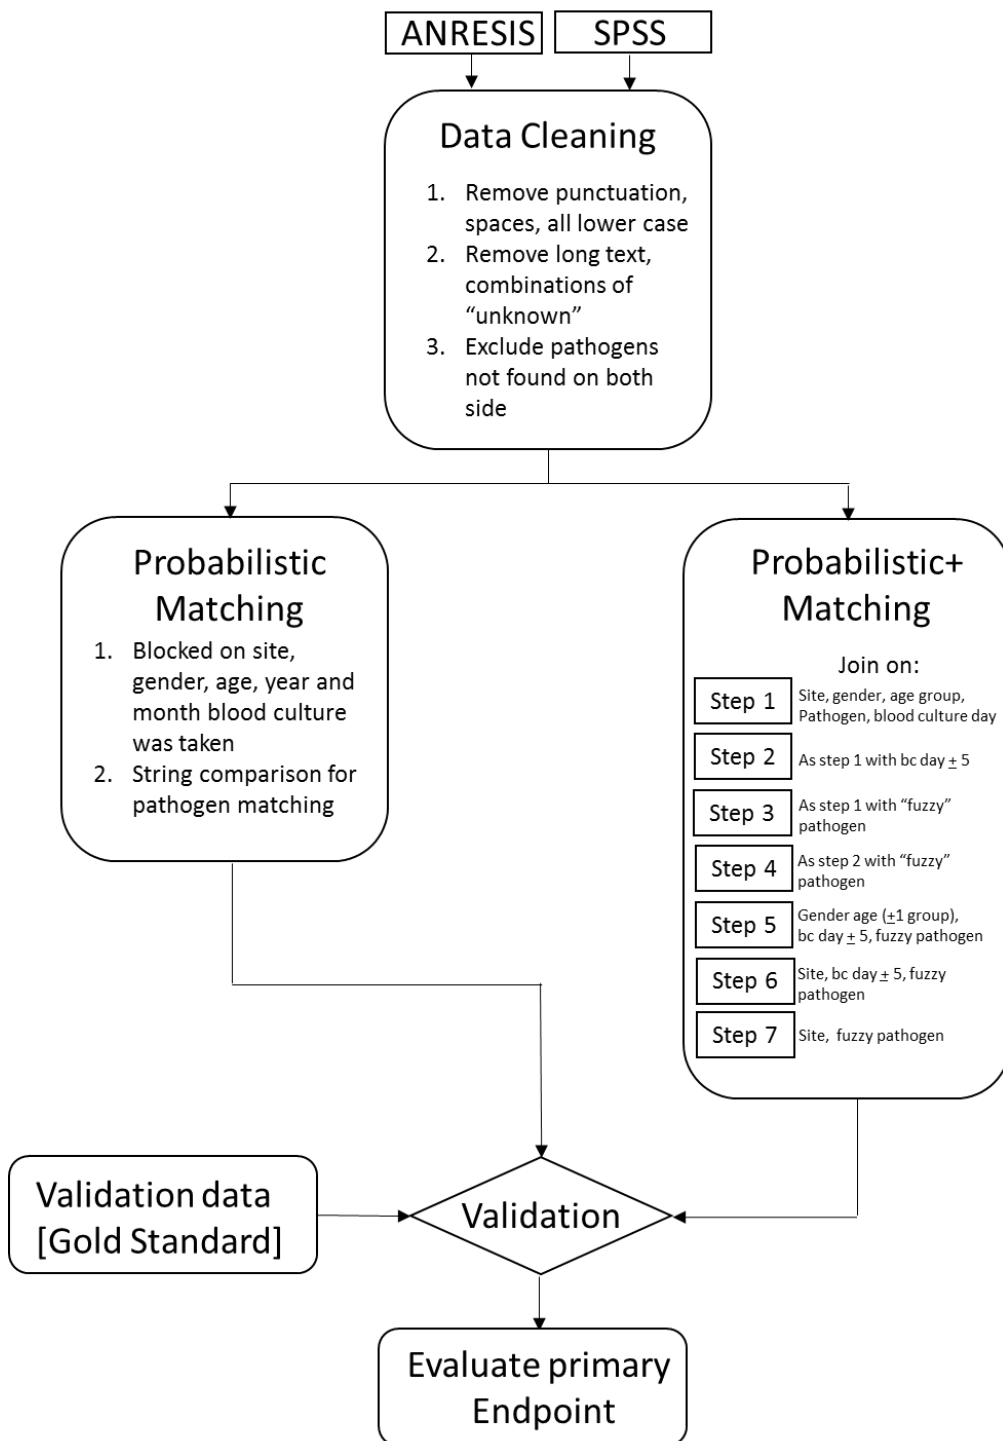 ANRESIS
SPSS
Data Cleaning
1. Remove punctuation,
spaces, all lower case
2. Remove long text,
combinations of
“unknown”
3. Exclude pathogens
not found on both
side
Probabilistic
Matching
1. Blocked on site,
gender, age, year and
month blood culture
was taken
2. String comparison for
pathogen matching
Probabilistic+
Matching
Join on:
Step 1
Site, gender, age group,
Pathogen, blood culture day
Step 2
As step 1 with bc day ± 5
Step 3
As step 1 with “fuzzy”
pathogen
Step 4
As step 2 with “fuzzy”
pathogen
Step 5
Gender age (±1 group),
bc day ± 5, fuzzy pathogen
Step 6
Site, bc day ± 5, fuzzy
pathogen
Step 7
Site, fuzzy pathogen
Validation data
[Gold Standard]
Validation
Evaluate primary
Endpoint